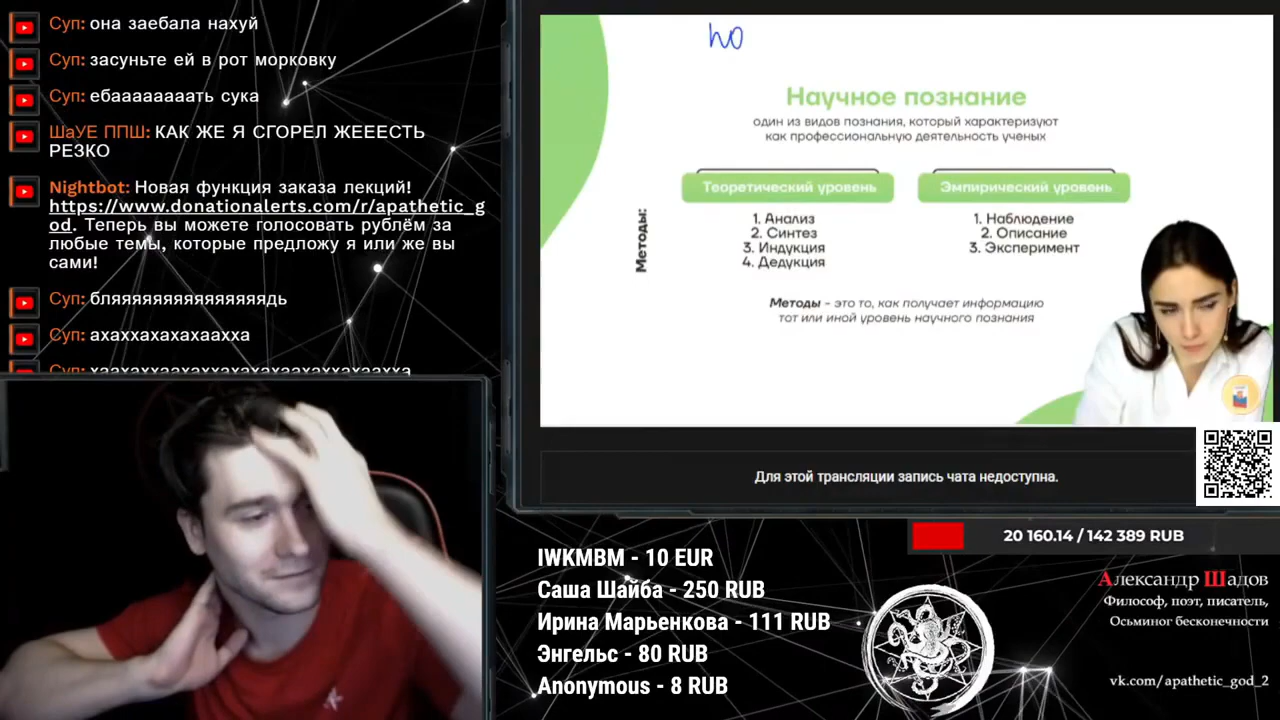 Суп: она заебала нахуй
Суп: засуньте ей в рот морковку
Суп: ебаааааааать сука
ШаУЕ ППШ: КАК ЖЕ Я СГОРЕЛ ЖЕЕЕСТЬ
РЕЗКО
Nightbot: Новая функция заказа лекций!
https://www.donationalerts.com/r/apathetic_g
od. Теперь вы можете голосовать рублём за
любые темы, которые предложу я или же вы
сами!
Суп: бляяяяяяяяяяяяяяядь
Суп: ахаххахахахаахха
Суп:
но
Научное познание
один из видов познания, который характеризуют
как профессиональную деятельность ученых
Методы:
Теоретический уровень
1. Анализ
2. Синтез
3. Индукция
4. Дедукция
Эмпирический уровень
1. Наблюдение
2. Описание
3. Эксперимент
Методы - это то, как получает информацию
тот или иной уровень научного познания
Для этой трансляции запись чата недоступна.
20 160.14 / 142 389 RUB
IWKMBM - 10 EUR
Саша Шайба - 250 RUB
Ирина Марьенкова - 111 RUB
Энгельс - 80 RUB
Anonymous - 8 RUB
Александр Шадов
Философ, поэт, писатель,
Осьминог бесконечности
vk.com/apathetic_god_2